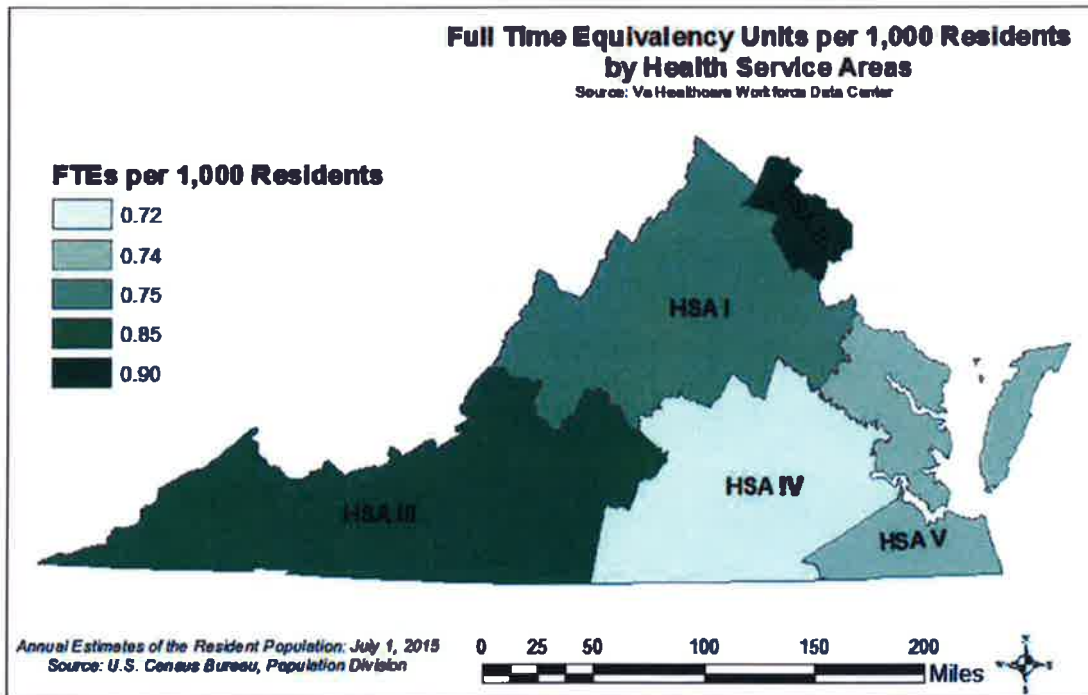 Full Time Equivalency Units per 1,000 Residents
by Health Service Areas
Source: Va Healthcare Workforce Data Center
FTEs per 1,000 Residents
0.72
0.74
0.75
0.85
0.90
HSA I
HSA III
HSA IV
HSA V
Annual Estimates of the Resident Population: July 1, 2015
Source: U.S. Census Bureau, Population Division
0 25 50 100 150 200
Miles